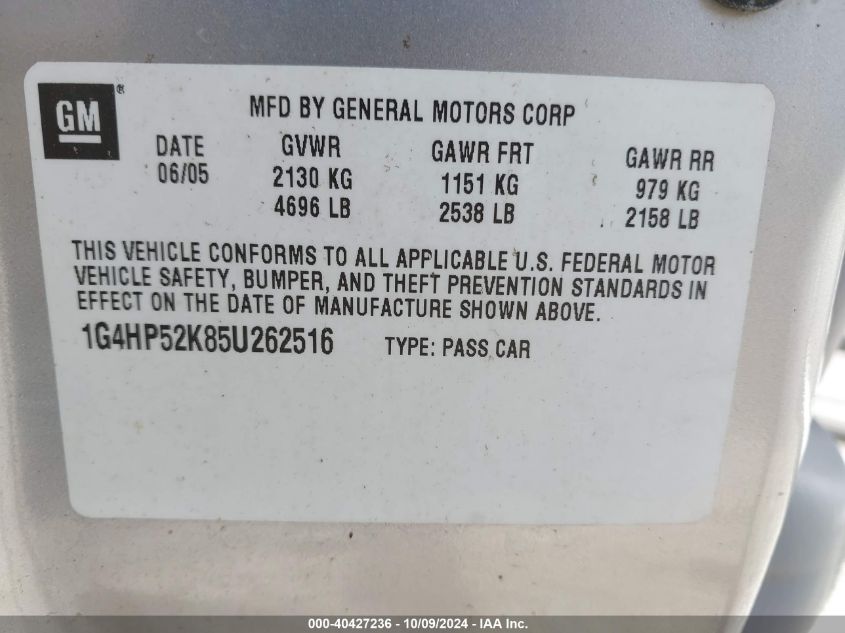 GM®
MFD BY GENERAL MOTORS CORP
DATE GVWR GAWR FRT GAWR RR
06/05 2130 KG 1151 KG 979 KG
4696 LB 2538 LB 2158 LB
THIS VEHICLE CONFORMS TO ALL APPLICABLE U.S. FEDERAL MOTOR
VEHICLE SAFETY, BUMPER, AND THEFT PREVENTION STANDARDS IN
EFFECT ON THE DATE OF MANUFACTURE SHOWN ABOVE.
1G4HP52K85U262516 TYPE: PASS CAR
000-40427236 - 10/09/2024 - IAA Inc.